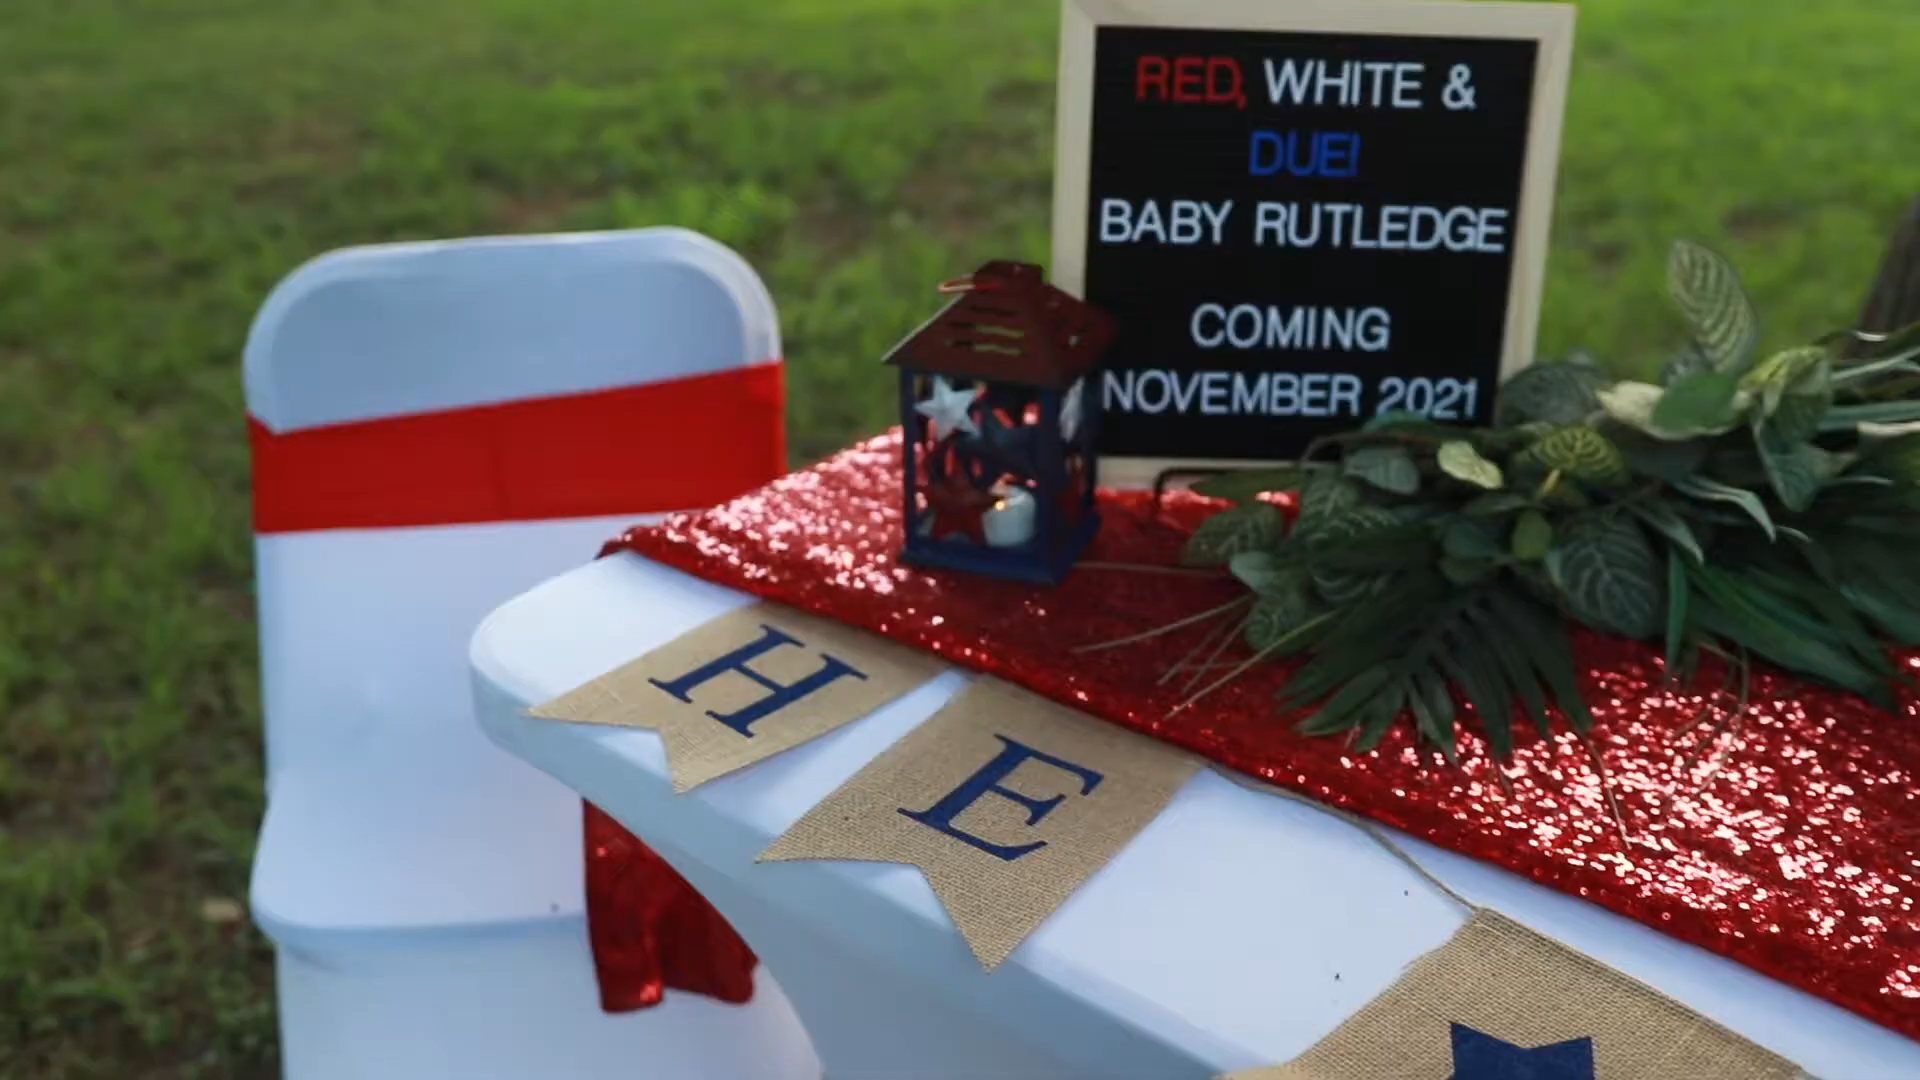 RED, WHITE &
DUE!
BABY RUTLEDGE
COMING
NOVEMBER 2021
H
E